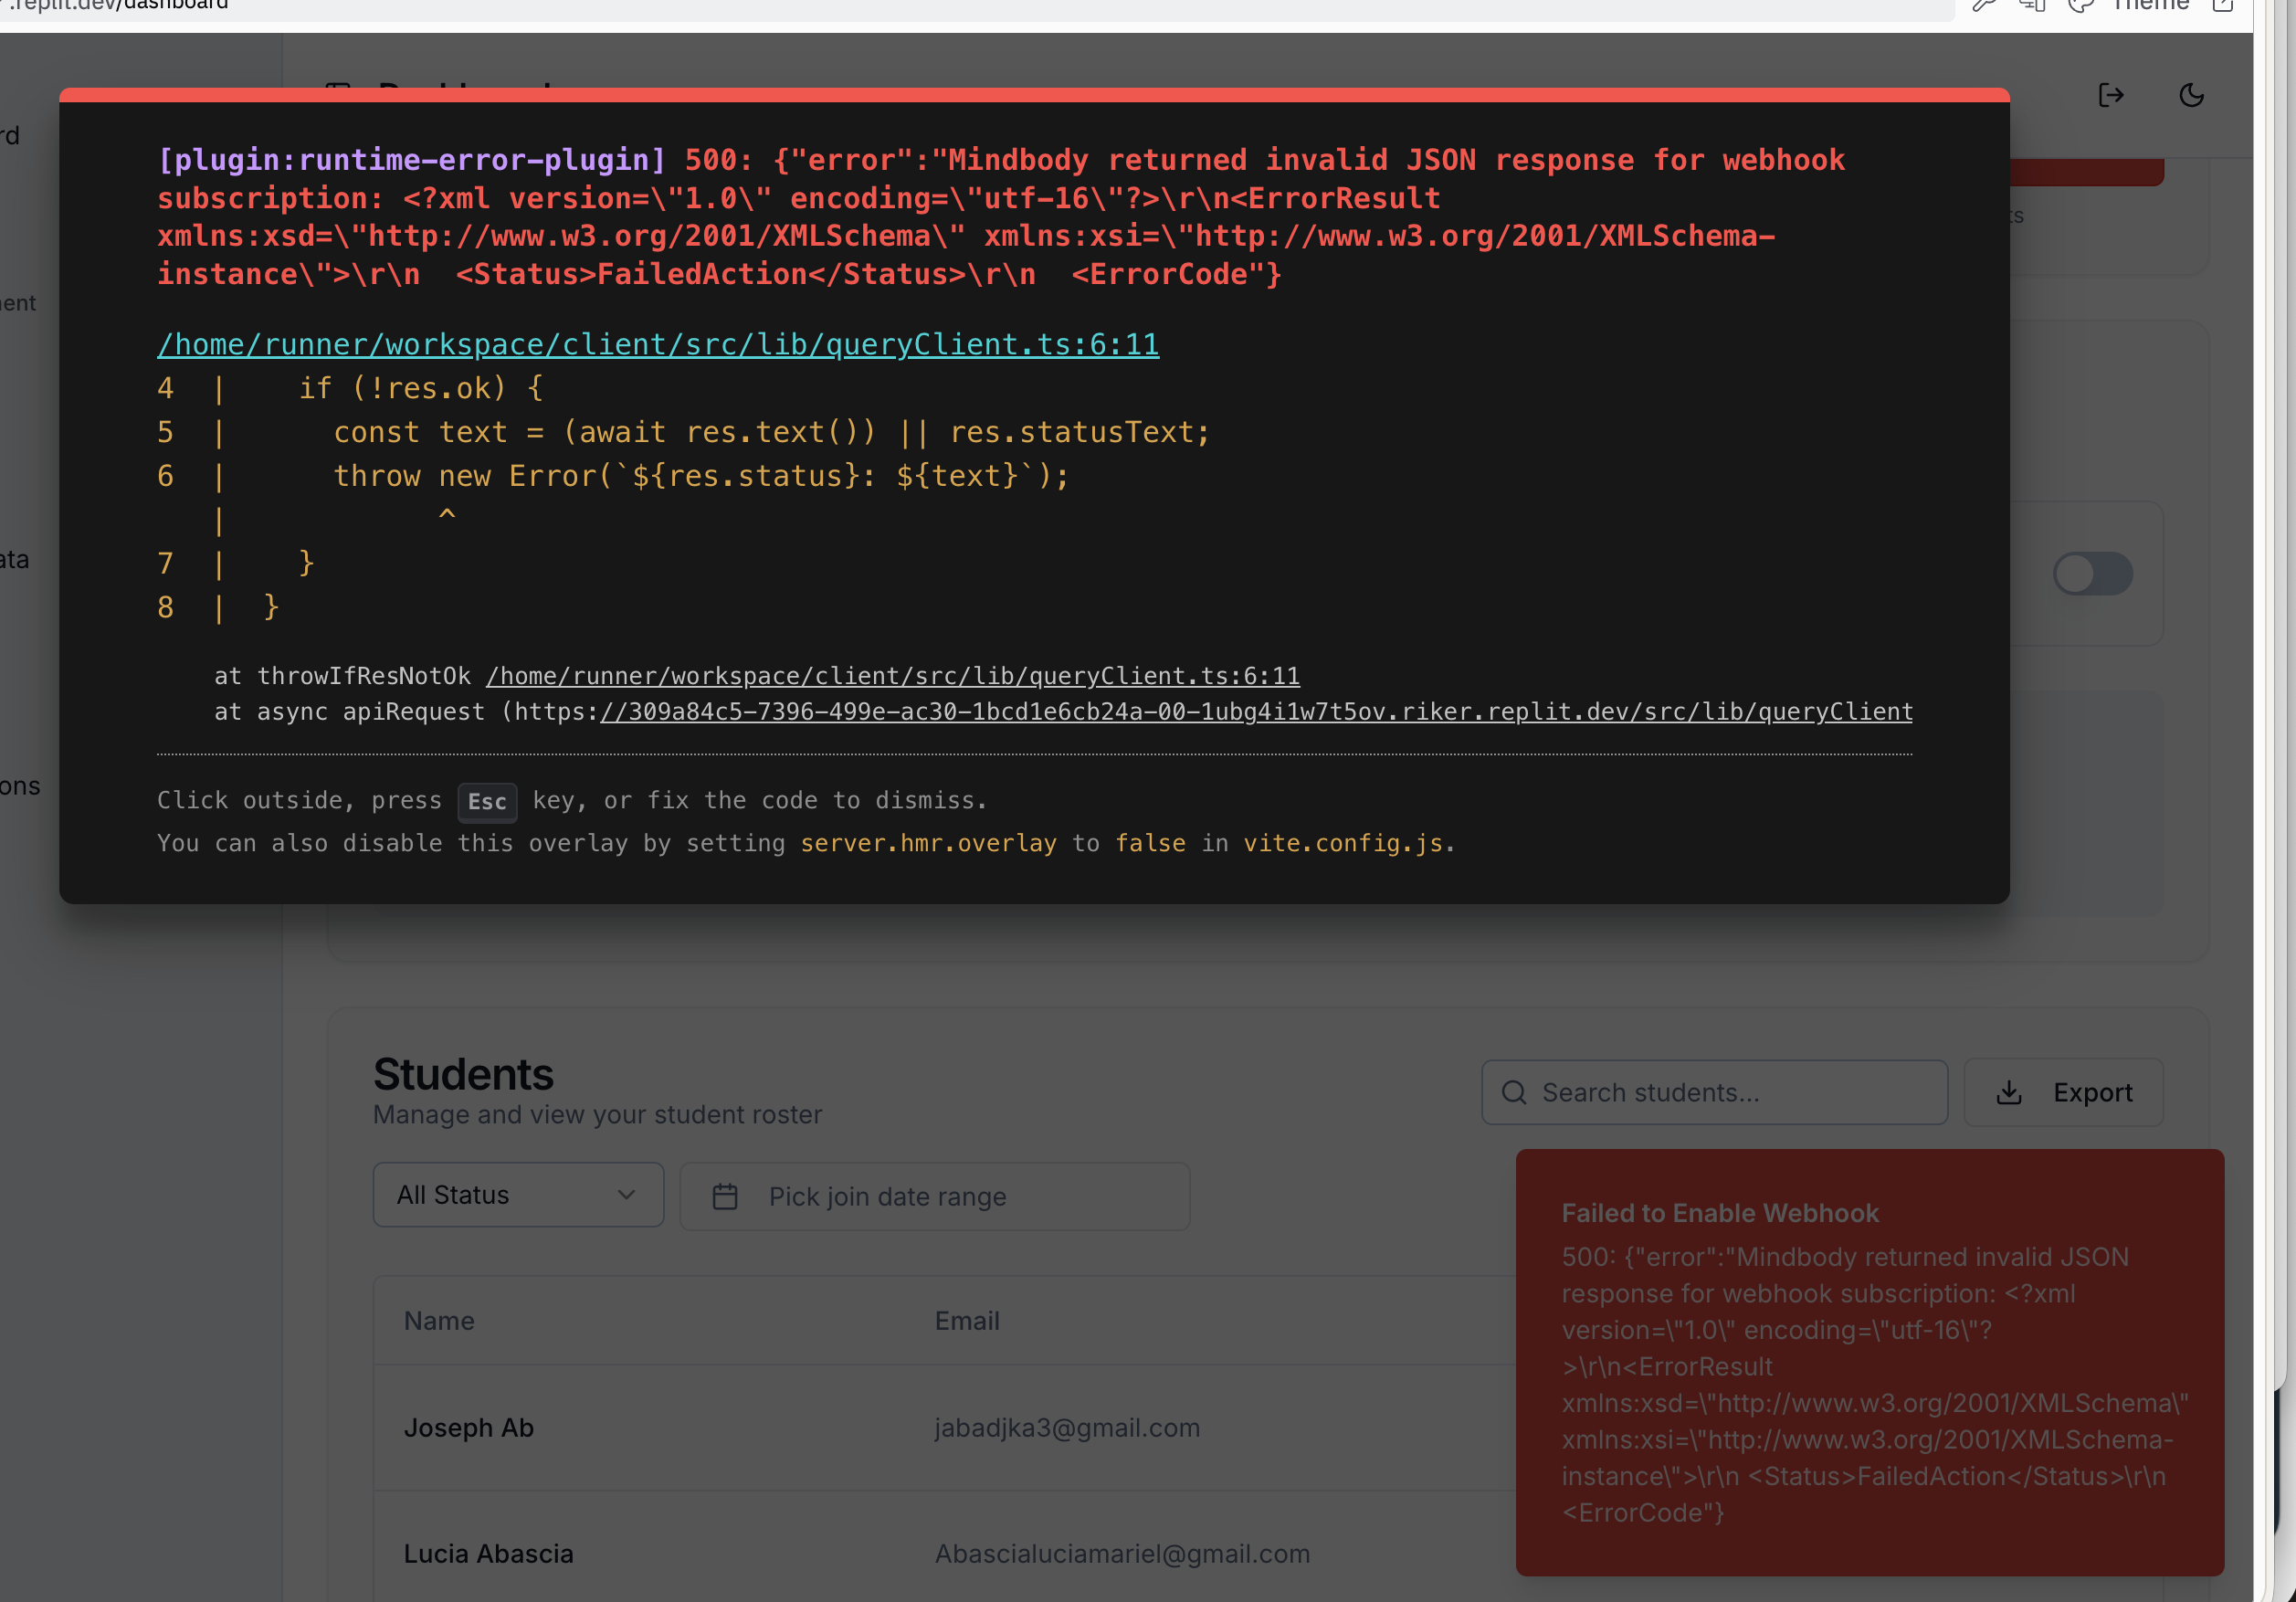 .replit.dev/dashboard
Theme
rd
[plugin:runtime-error-plugin] 500: {"error":"Mindbody returned invalid JSON response for webhook
subscription: <?xml version=\"1.0\" encoding=\"utf-16\"?>\r\n<ErrorResult
xmlns:xsd=\"http://www.w3.org/2001/XMLSchema\" xmlns:xsi=\"http://www.w3.org/2001/XMLSchema-
instance\">\r\n  <Status>FailedAction</Status>\r\n  <ErrorCode"}
ts
ent
/home/runner/workspace/client/src/lib/queryClient.ts:6:11
4  |    if (!res.ok) {
5  |      const text = (await res.text()) || res.statusText;
6  |      throw new Error(`${res.status}: ${text}`);
   |            ^
7  |    }
8  |  }
ata
at throwIfResNotOk /home/runner/workspace/client/src/lib/queryClient.ts:6:11
at async apiRequest (https://309a84c5-7396-499e-ac30-1bcd1e6cb24a-00-1ubg4i1w7t5ov.riker.replit.dev/src/lib/queryClient
ons
Click outside, press Esc key, or fix the code to dismiss.
You can also disable this overlay by setting server.hmr.overlay to false in vite.config.js.
Students
Manage and view your student roster
Search students...
Export
All Status
Pick join date range
Name
Email
Joseph Ab
jabadjka3@gmail.com
Lucia Abascia
Abascialuciamariel@gmail.com
Failed to Enable Webhook
500: {"error":"Mindbody returned invalid JSON
response for webhook subscription: <?xml
version=\"1.0\" encoding=\"utf-16\"?
>\r\n<ErrorResult
xmlns:xsd=\"http://www.w3.org/2001/XMLSchema\"
xmlns:xsi=\"http://www.w3.org/2001/XMLSchema-
instance\">\r\n <Status>FailedAction</Status>\r\n
<ErrorCode"}